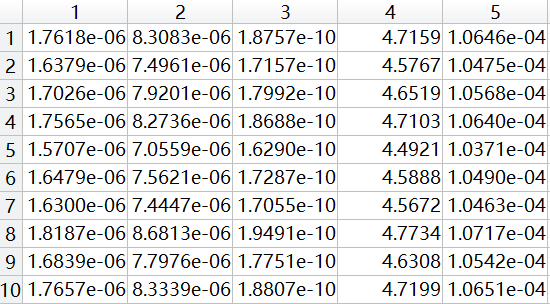 1 2 3 4 5
1 1.7618e-06 8.3083e-06 1.8757e-10 4.7159 1.0646e-04
2 1.6379e-06 7.4961e-06 1.7157e-10 4.5767 1.0475e-04
3 1.7026e-06 7.9201e-06 1.7992e-10 4.6519 1.0568e-04
4 1.7565e-06 8.2736e-06 1.8688e-10 4.7103 1.0640e-04
5 1.5707e-06 7.0559e-06 1.6290e-10 4.4921 1.0371e-04
6 1.6479e-06 7.5621e-06 1.7287e-10 4.5888 1.0490e-04
7 1.6300e-06 7.4447e-06 1.7055e-10 4.5672 1.0463e-04
8 1.8187e-06 8.6813e-06 1.9491e-10 4.7734 1.0717e-04
9 1.6839e-06 7.7976e-06 1.7751e-10 4.6308 1.0542e-04
10 1.7657e-06 8.3339e-06 1.8807e-10 4.7199 1.0651e-04